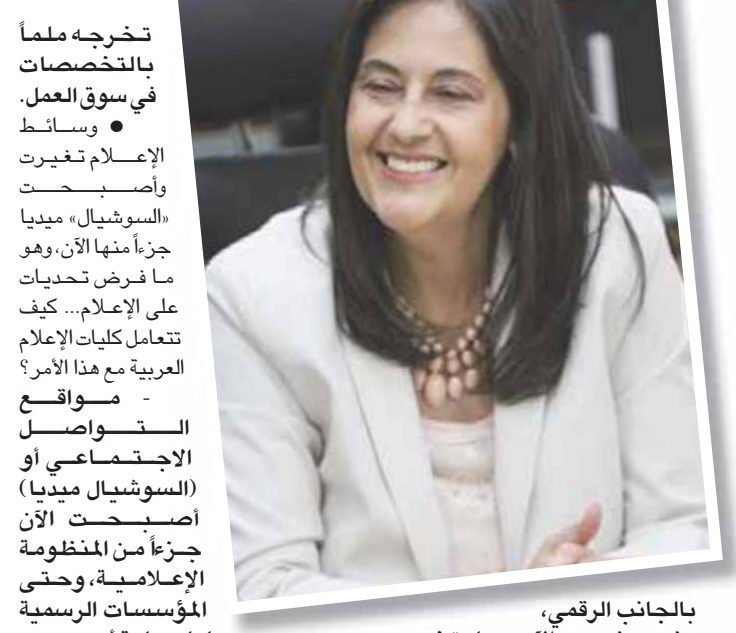 تخرجه ملماً
بالتخصصات
في سوق العمل.
● وسائط
الإعلام تغيرت
وأصبحت
«السوشيال» ميديا
جزءاً منها الآن، وهو
ما فرض تحديات
على الإعلام... كيف
تتعامل كليات الإعلام
العربية مع هذا الأمر؟
- مواقع
التواصل
الاجتماعي أو
(السوشيال ميديا)
أصبحت الآن
جزءاً من المنظومة
الإعلامية، وحتى
المؤسسات الرسمية
بالجانب الرقمي،